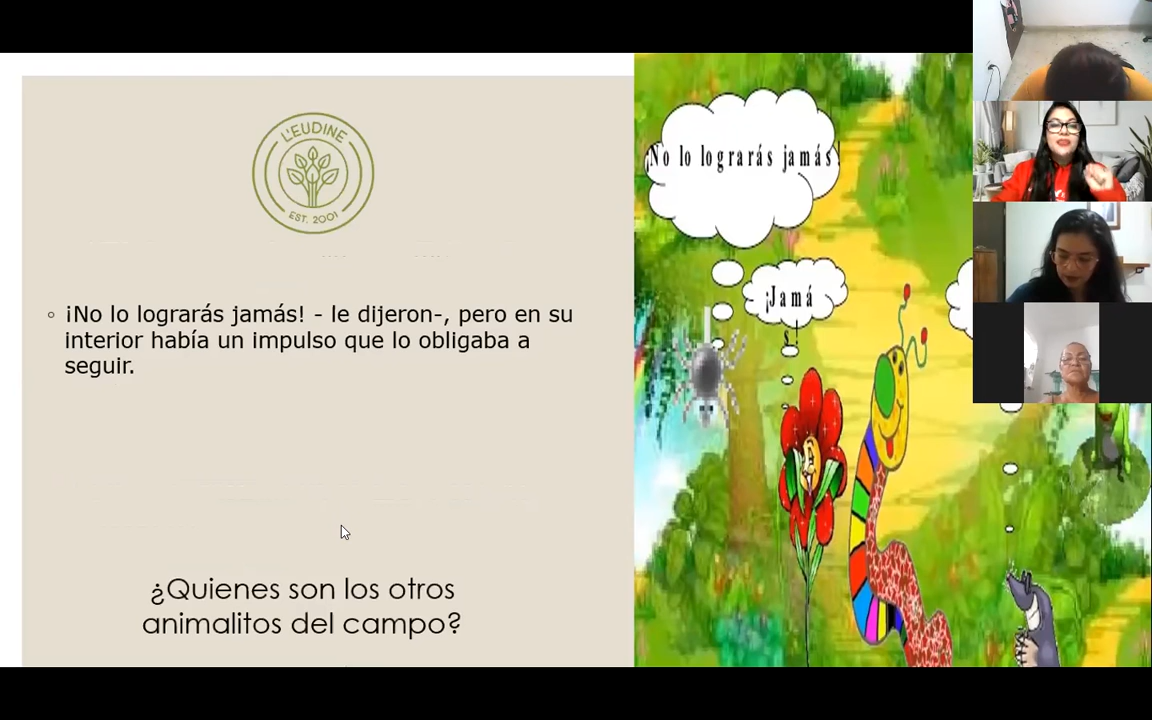 L'EUDINE
EST. 2001
¡No lo lograrás jamás! - le dijeron-, pero en su
interior había un impulso que lo obligaba a
seguir.
¿Quienes son los otros
animalitos del campo?
¡No lo lograrás jamás!
¡Jamá
s!